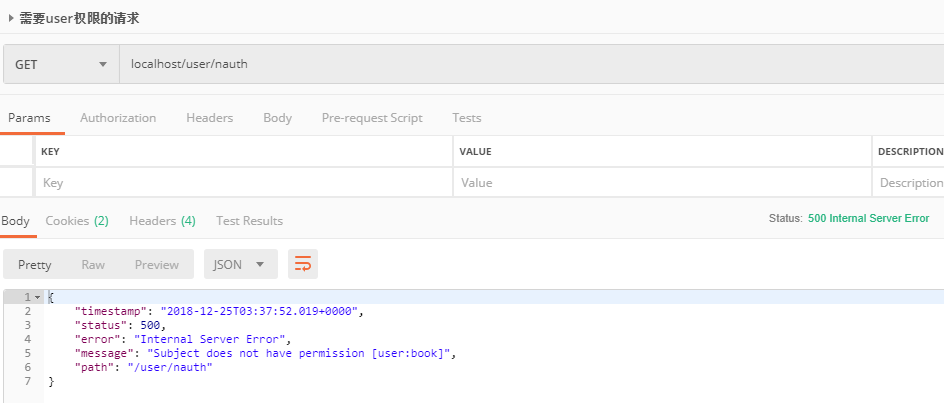 需要user权限的请求
GET localhost/user/nauth
Params Authorization Headers Body Pre-request Script Tests
KEY VALUE DESCRIPTION
Key Value Description
Body Cookies (2) Headers (4) Test Results Status: 500 Internal Server Error
Pretty Raw Preview JSON
1 {
2 "timestamp": "2018-12-25T03:37:52.019+0000",
3 "status": 500,
4 "error": "Internal Server Error",
5 "message": "Subject does not have permission [user:book]",
6 "path": "/user/nauth"
7 }